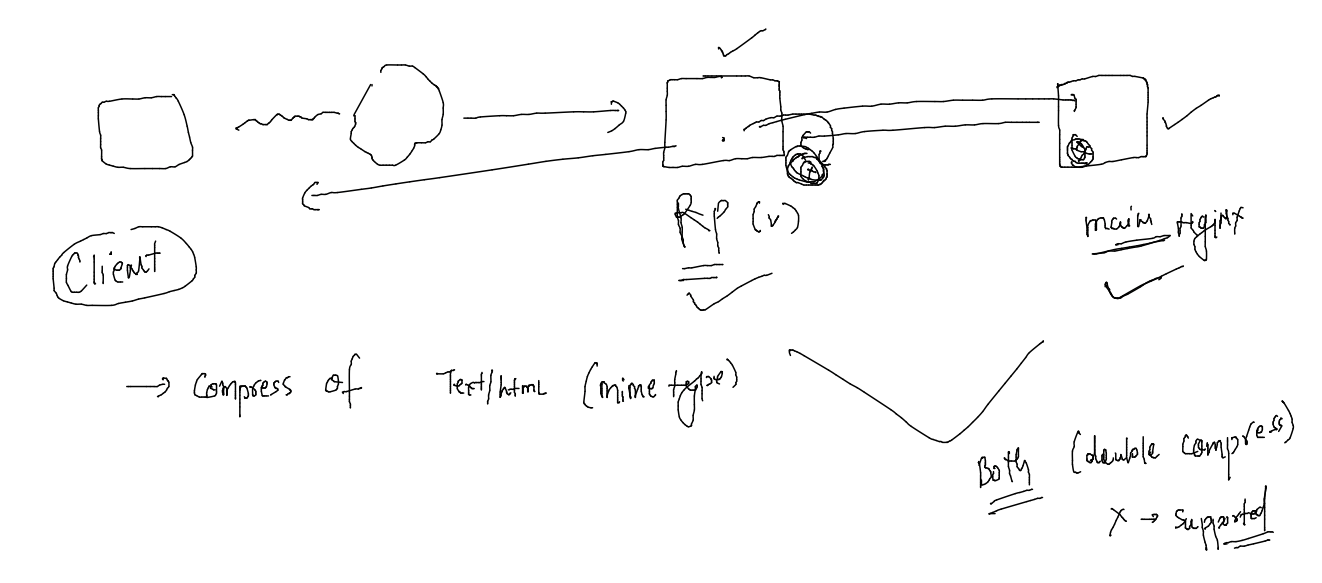 RP (v)
main NgiNX
Client
→ Compress of Text/html (mime type)
Both (double compress)
X → Supported